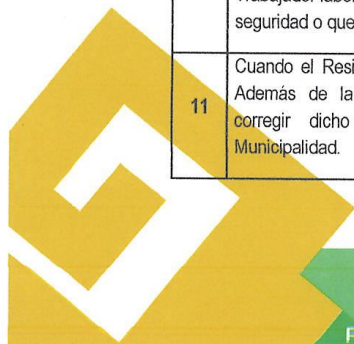 seguridad o que
11
Cuando el Resi
Además de la
corregir dicho
Municipalidad.